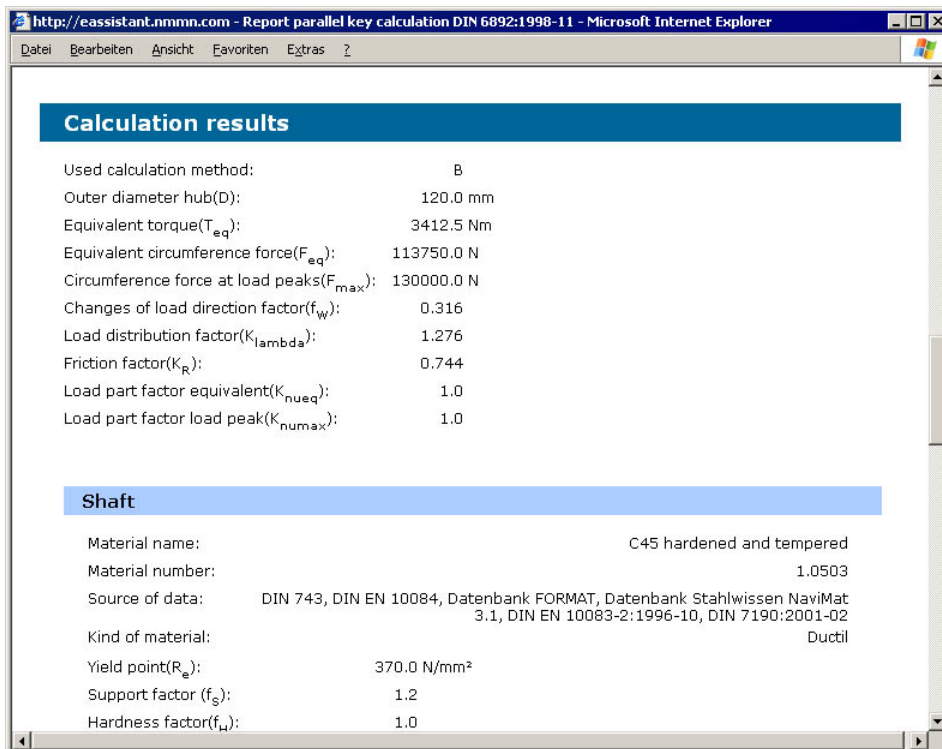 http://eassistant.nmmn.com - Report parallel key calculation DIN 6892:1998-11 - Microsoft Internet Explorer
Datei Bearbeiten Ansicht Favoriten Extras ?
Calculation results
Used calculation method: B
Outer diameter hub(D): 120.0 mm
Equivalent torque(Teq): 3412.5 Nm
Equivalent circumference force(Feq): 113750.0 N
Circumference force at load peaks(Fmax): 130000.0 N
Changes of load direction factor(fW): 0.316
Load distribution factor(Klambda): 1.276
Friction factor(KR): 0.744
Load part factor equivalent(Knueq): 1.0
Load part factor load peak(Knumax): 1.0
Shaft
Material name: C45 hardened and tempered
Material number: 1.0503
Source of data: DIN 743, DIN EN 10084, Datenbank FORMAT, Datenbank Stahlwissen NaviMat
3.1, DIN EN 10083-2:1996-10, DIN 7190:2001-02
Kind of material: Ductil
Yield point(Re): 370.0 N/mm²
Support factor (fS): 1.2
Hardness factor(fH): 1.0